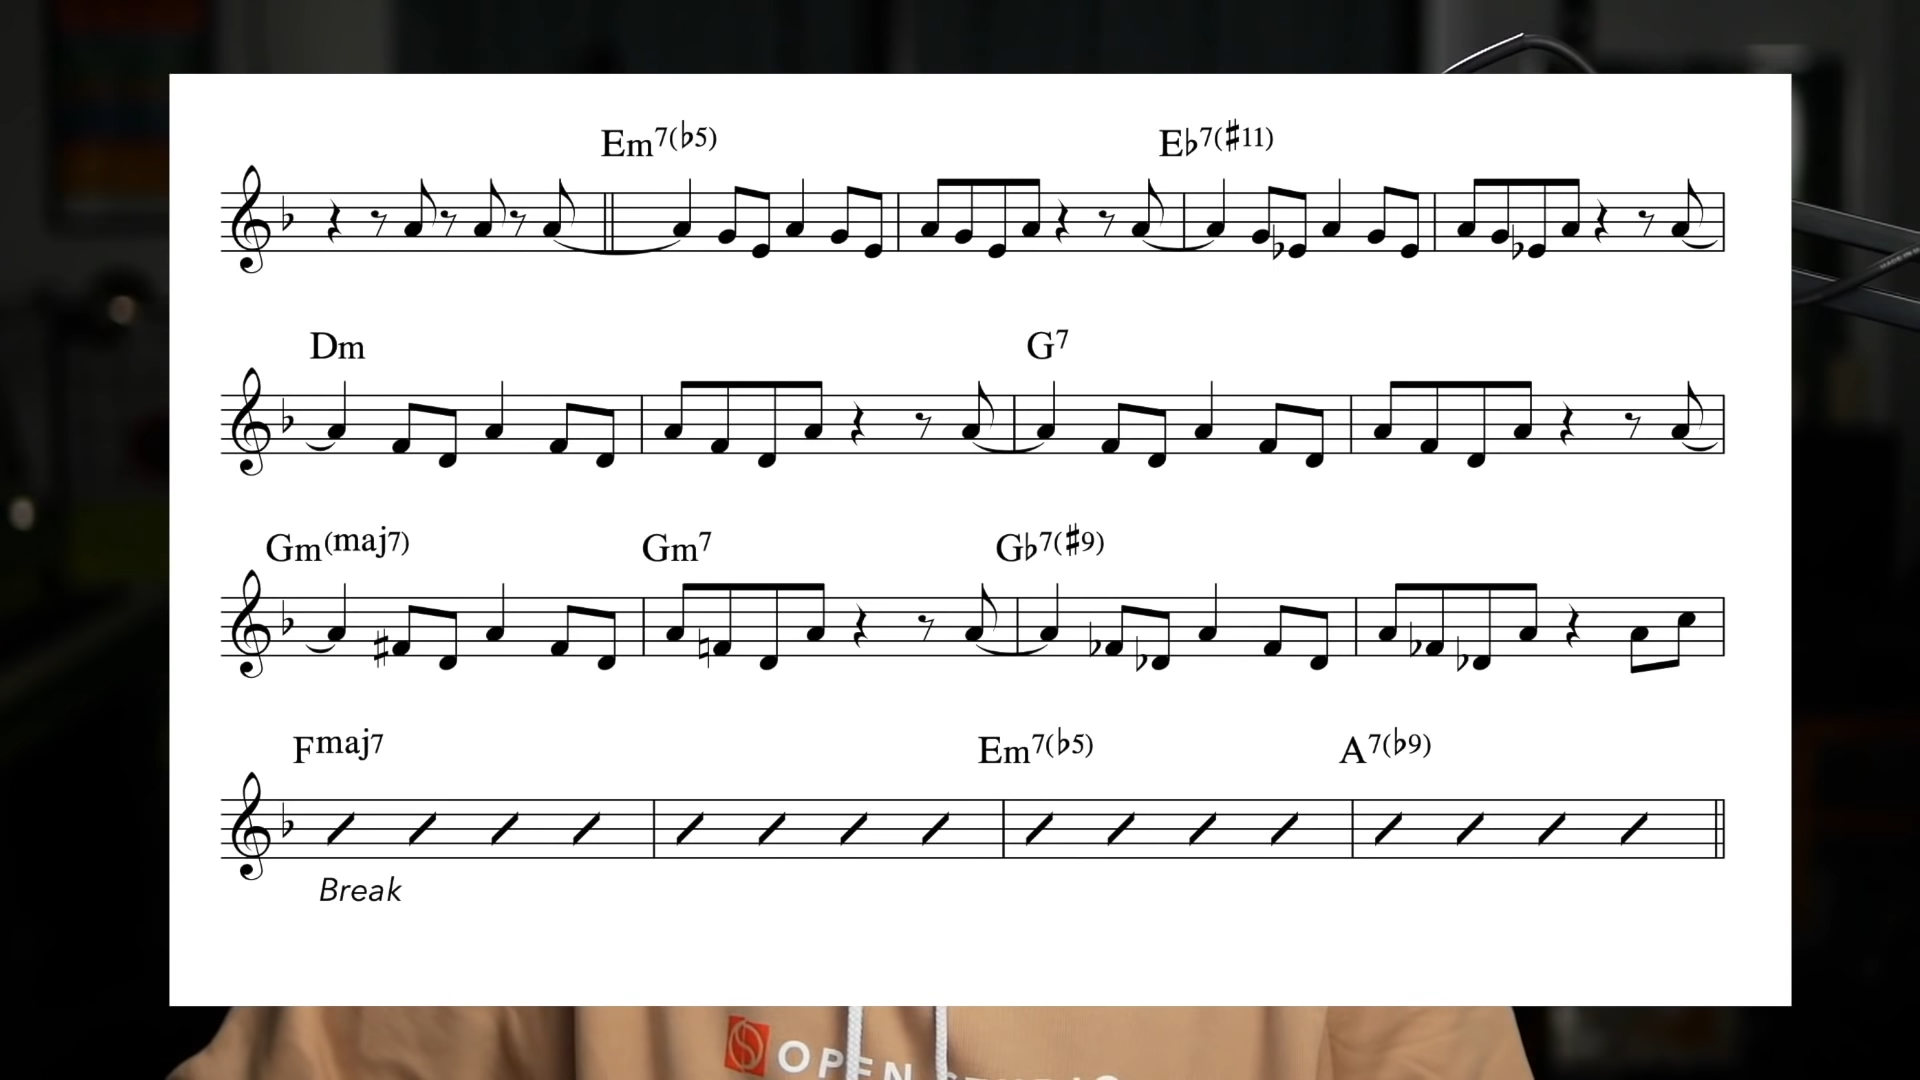 Em7(♭5) E♭7(♯11)
Dm G7
Gm(maj7) Gm7 G♭7(♯9)
Fmaj7 Em7(♭5) A7(♭9)
Break
OPEN